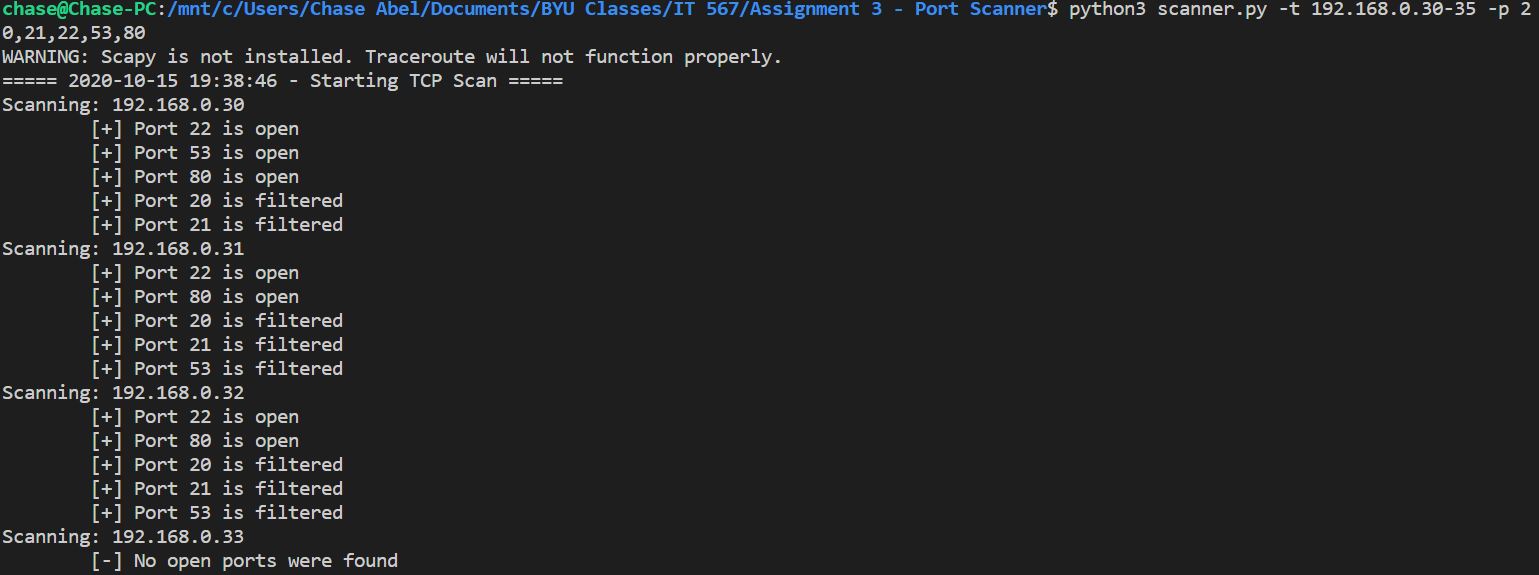 chase@Chase-PC:/mnt/c/Users/Chase Abel/Documents/BYU Classes/IT 567/Assignment 3 - Port Scanner$ python3 scanner.py -t 192.168.0.30-35 -p 2
0,21,22,53,80
WARNING: Scapy is not installed. Traceroute will not function properly.
===== 2020-10-15 19:38:46 - Starting TCP Scan =====
Scanning: 192.168.0.30
[+] Port 22 is open
[+] Port 53 is open
[+] Port 80 is open
[+] Port 20 is filtered
[+] Port 21 is filtered
Scanning: 192.168.0.31
[+] Port 22 is open
[+] Port 80 is open
[+] Port 20 is filtered
[+] Port 21 is filtered
[+] Port 53 is filtered
Scanning: 192.168.0.32
[+] Port 22 is open
[+] Port 80 is open
[+] Port 20 is filtered
[+] Port 21 is filtered
[+] Port 53 is filtered
Scanning: 192.168.0.33
[-] No open ports were found